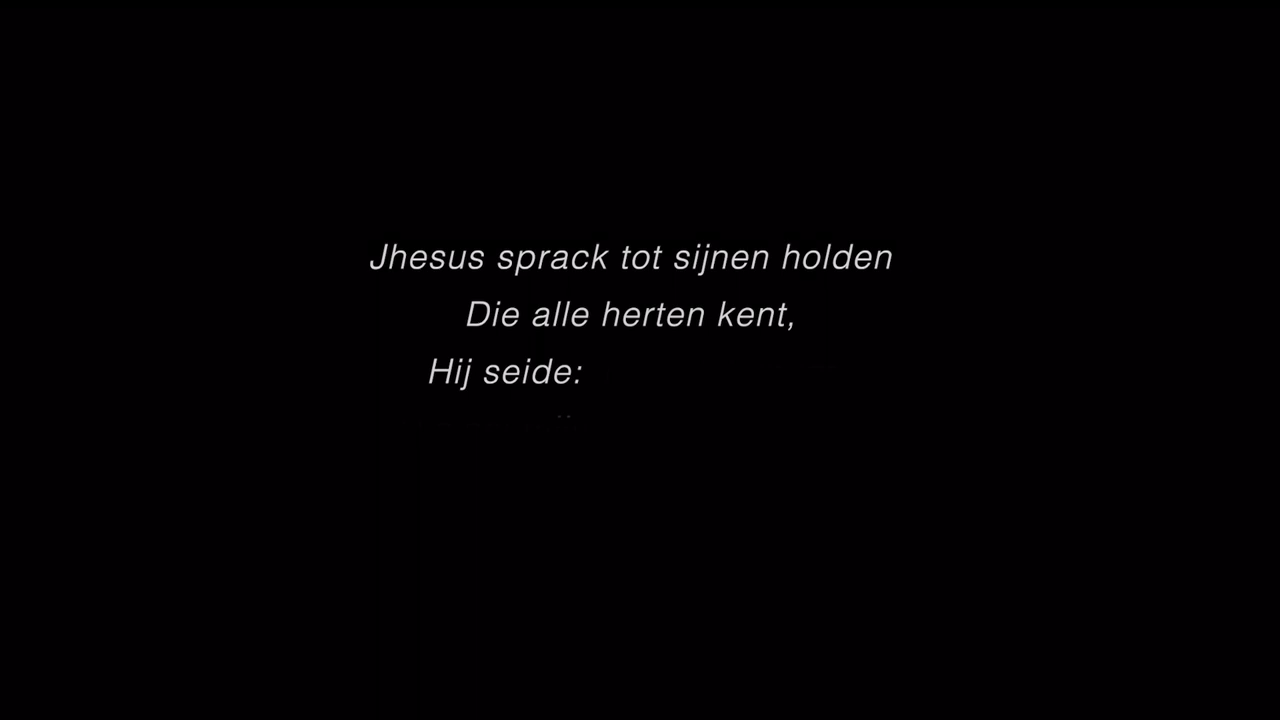 Jhesus sprack tot sijnen holden
Die alle herten kent,
Hij seide: